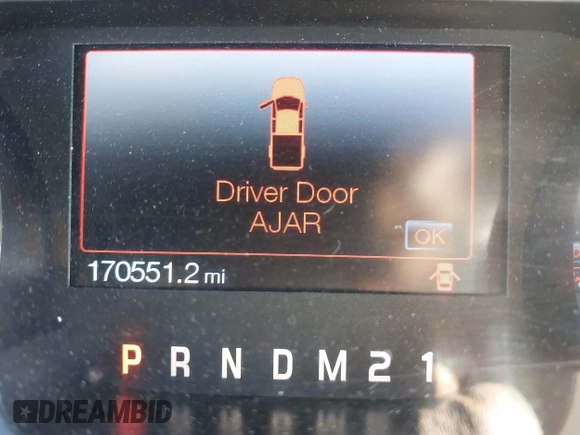 Driver Door
AJAR
OK
170551.2 mi
P R N D M 2 1
DREAMBID